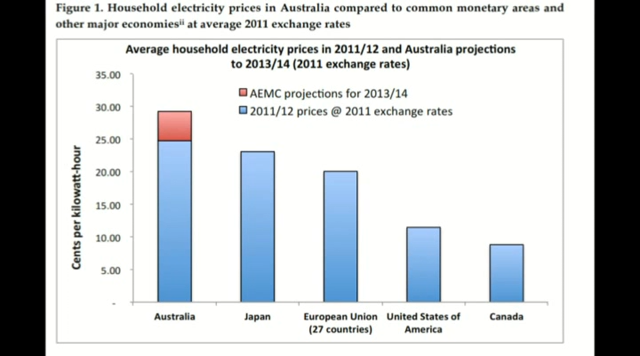 Figure 1. Household electricity prices in Australia compared to common monetary areas and
other major economiesⁱⁱ at average 2011 exchange rates
Average household electricity prices in 2011/12 and Australia projections
to 2013/14 (2011 exchange rates)
35.00
30.00
25.00
20.00
15.00
10.00
5.00
-
Cents per kilowatt-hour
AEMC projections for 2013/14
2011/12 prices @ 2011 exchange rates
Australia
Japan
European Union
(27 countries)
United States of
America
Canada